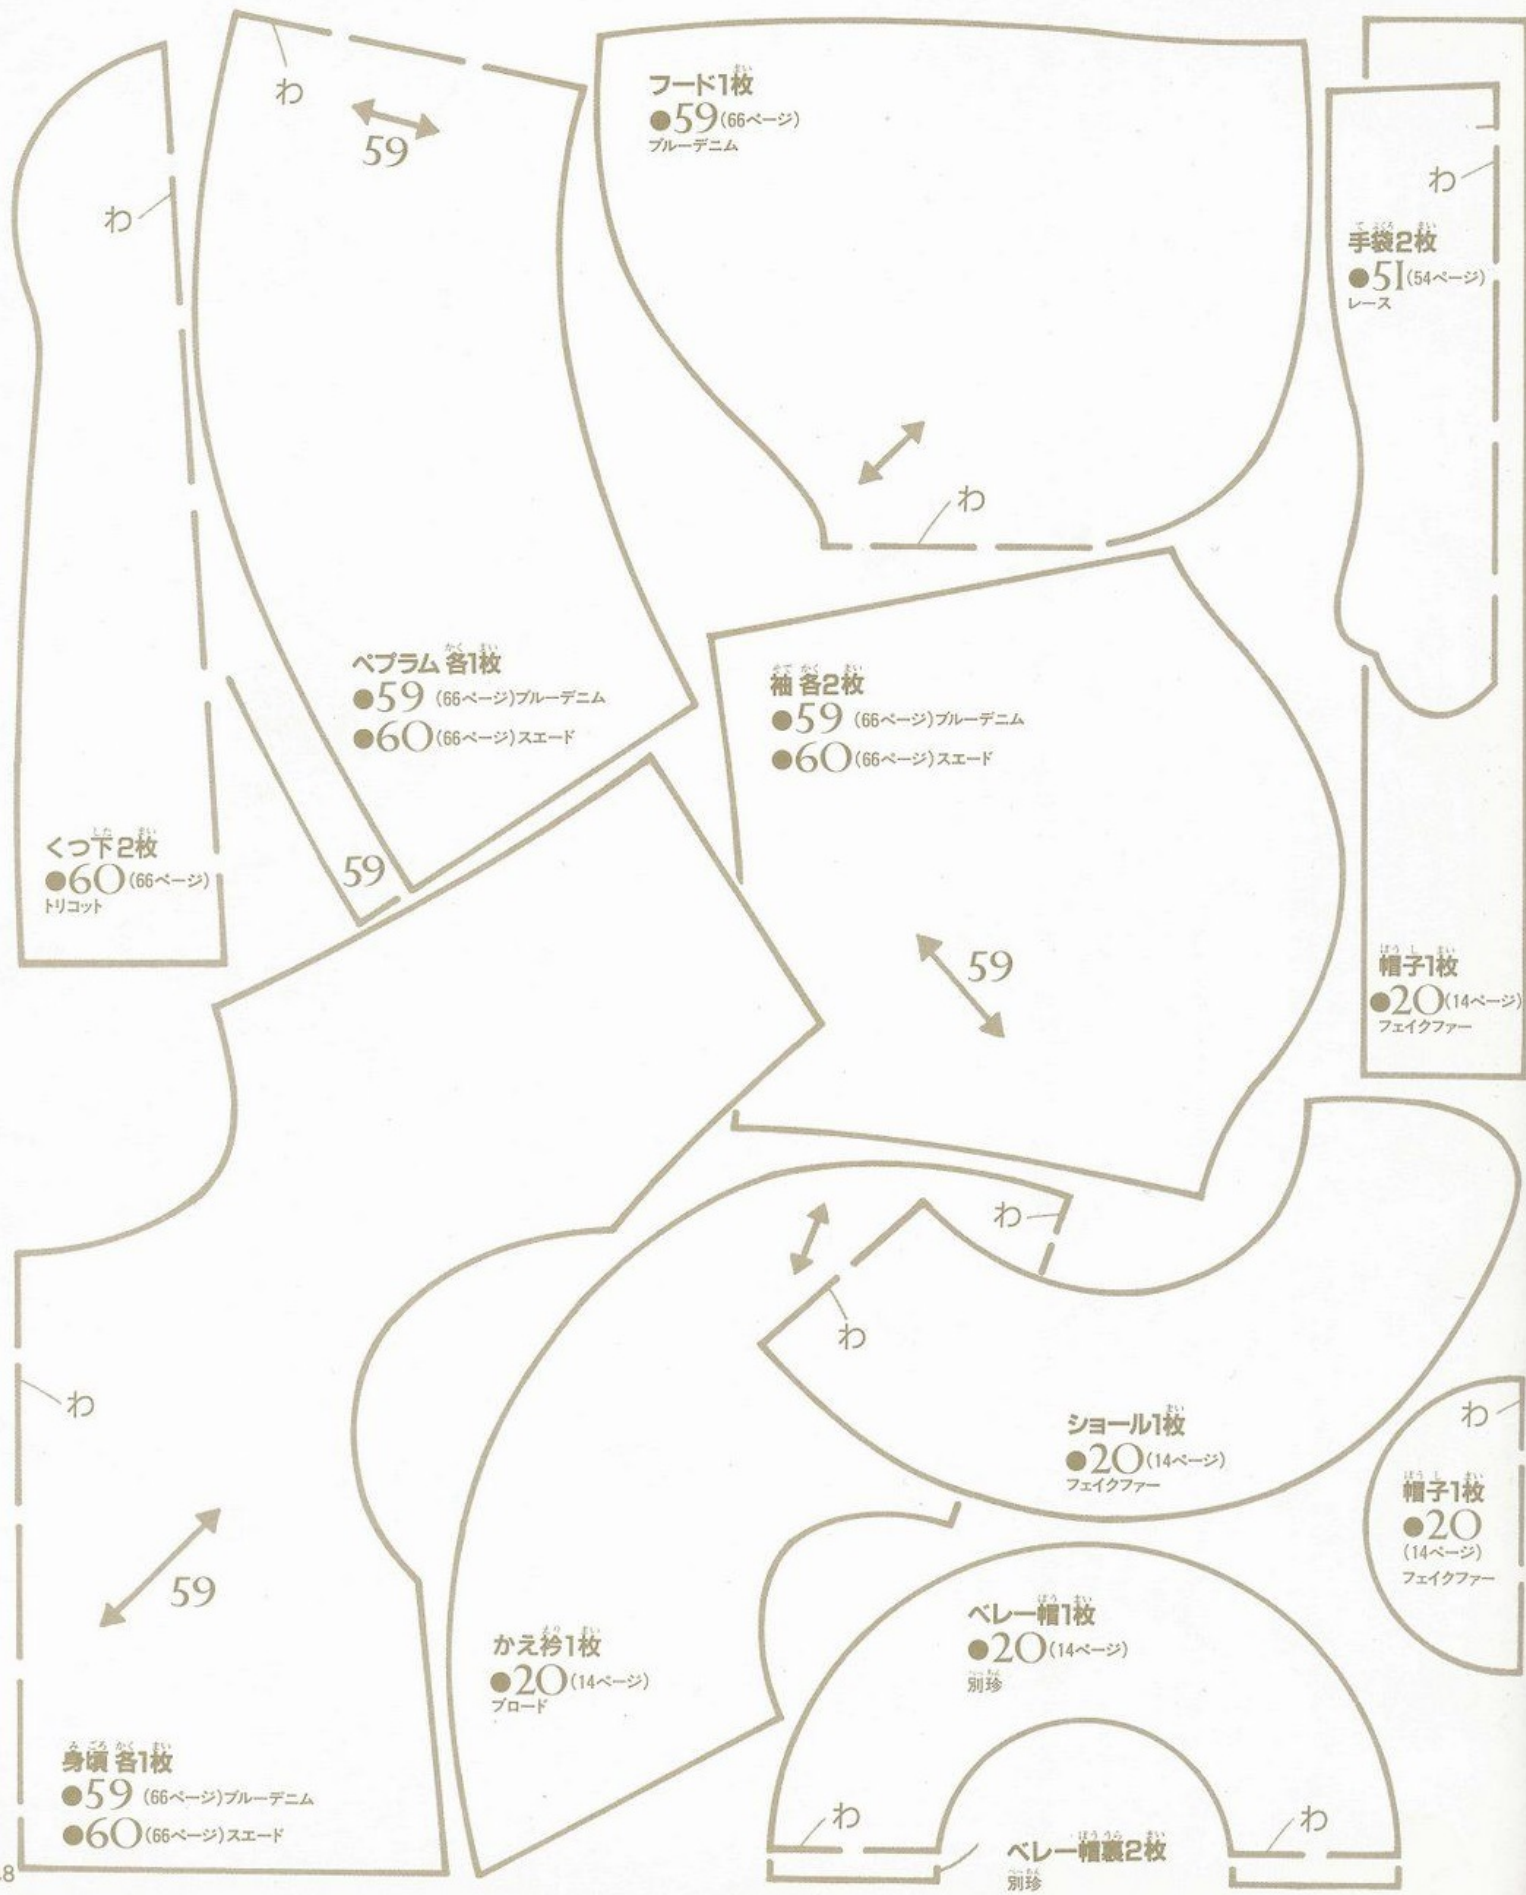 わ
59
フード1枚
●59(66ページ)
ブルーデニム
わ
わ
手袋2枚
●51(54ページ)
レース
わ
ペプラム 各1枚
●59 (66ページ)ブルーデニム
●60(66ページ)スエード
袖 各2枚
●59 (66ページ)ブルーデニム
●60(66ページ)スエード
くつ下2枚
●60(66ページ)
トリコット
59
59
帽子1枚
●20(14ページ)
フェイクファー
わ
わ
わ
ショール1枚
●20(14ページ)
フェイクファー
わ
帽子1枚
●20
(14ページ)
フェイクファー
59
かえ衿1枚
●20(14ページ)
ブロード
ベレー帽1枚
●20(14ページ)
別珍
身頃 各1枚
●59 (66ページ)ブルーデニム
●60(66ページ)スエード
わ
わ
ベレー帽裏2枚
別珍
8